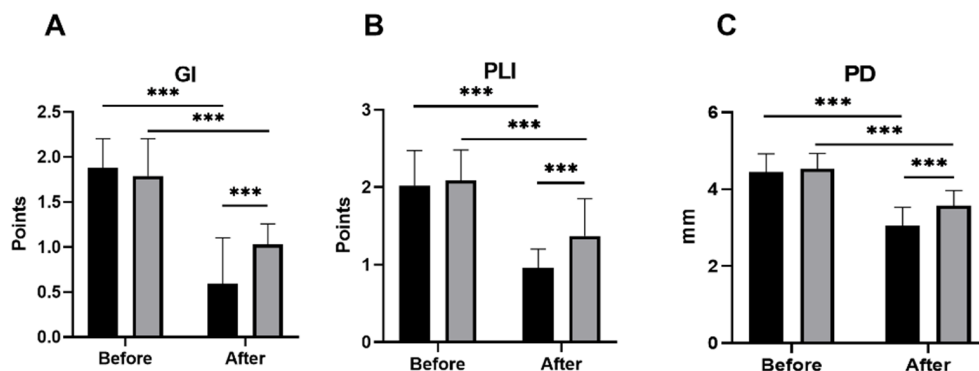 A
GI
***
***
***
Points
2.5
2.0
1.5
1.0
0.5
0.0
Before
After
B
PLI
***
***
***
Points
3
2
1
0
Before
After
C
PD
***
***
***
mm
6
4
2
0
Before
After